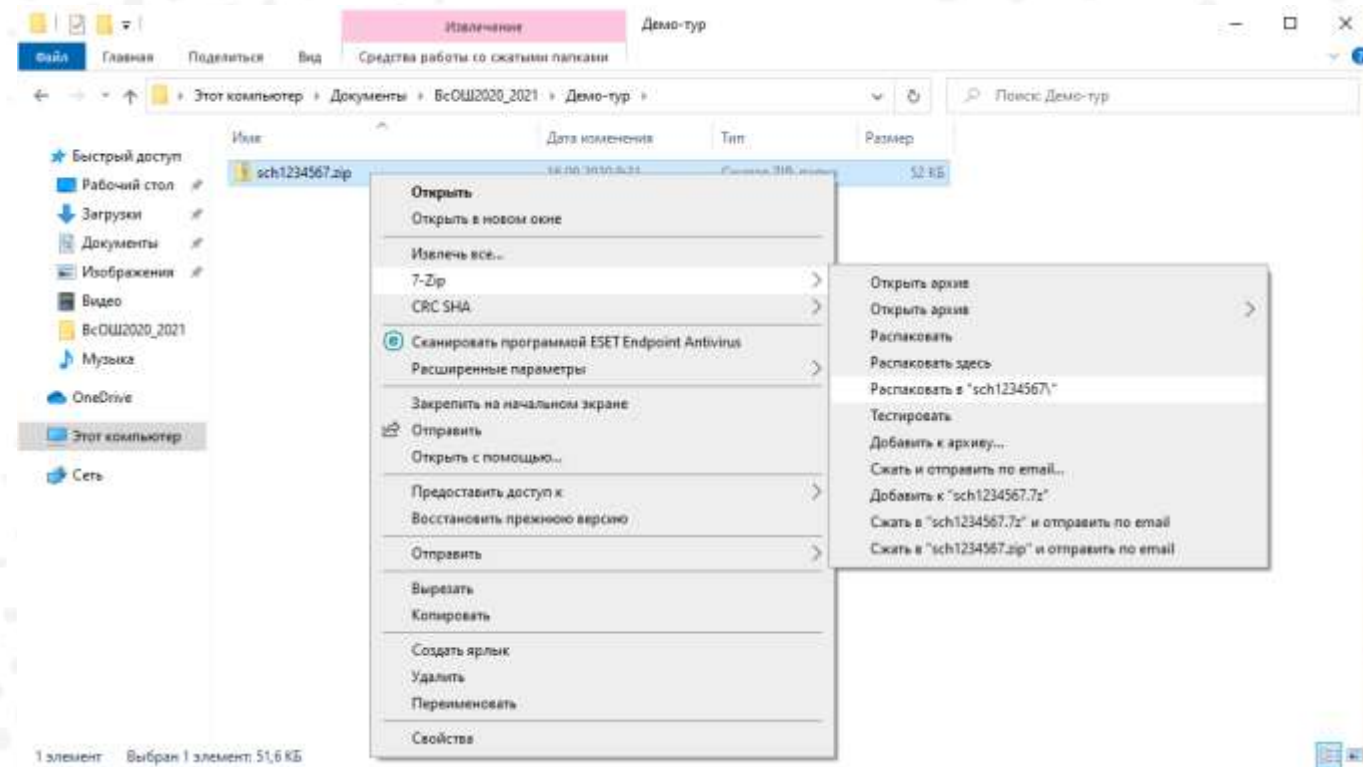 Извлечение
Демо-тур
Файл Главная Поделиться Вид Средства работы со сжатыми папками
Этот компьютер Документы ВсОШ2020_2021 Демо-тур
Поиск: Демо-тур
Имя Дата изменения Тип Размер
sch1234567.zip 52 КБ
Быстрый доступ
Рабочий стол
Загрузки
Документы
Изображения
Видео
ВсОШ2020_2021
Музыка
OneDrive
Этот компьютер
Сеть
Открыть
Открыть в новом окне
Извлечь все...
7-Zip
CRC SHA
Сканировать программой ESET Endpoint Antivirus
Расширенные параметры
Закрепить на начальном экране
Отправить
Открыть с помощью...
Предоставить доступ к
Восстановить прежнюю версию
Отправить
Вырезать
Копировать
Создать ярлык
Удалить
Переименовать
Свойства
Открыть архив
Открыть архив
Распаковать
Распаковать здесь
Распаковать в "sch1234567\"
Тестировать
Добавить к архиву...
Сжать и отправить по email...
Добавить к "sch1234567.7z"
Сжать в "sch1234567.7z" и отправить по email
Сжать в "sch1234567.zip" и отправить по email
1 элемент Выбран 1 элемент: 51,6 КБ